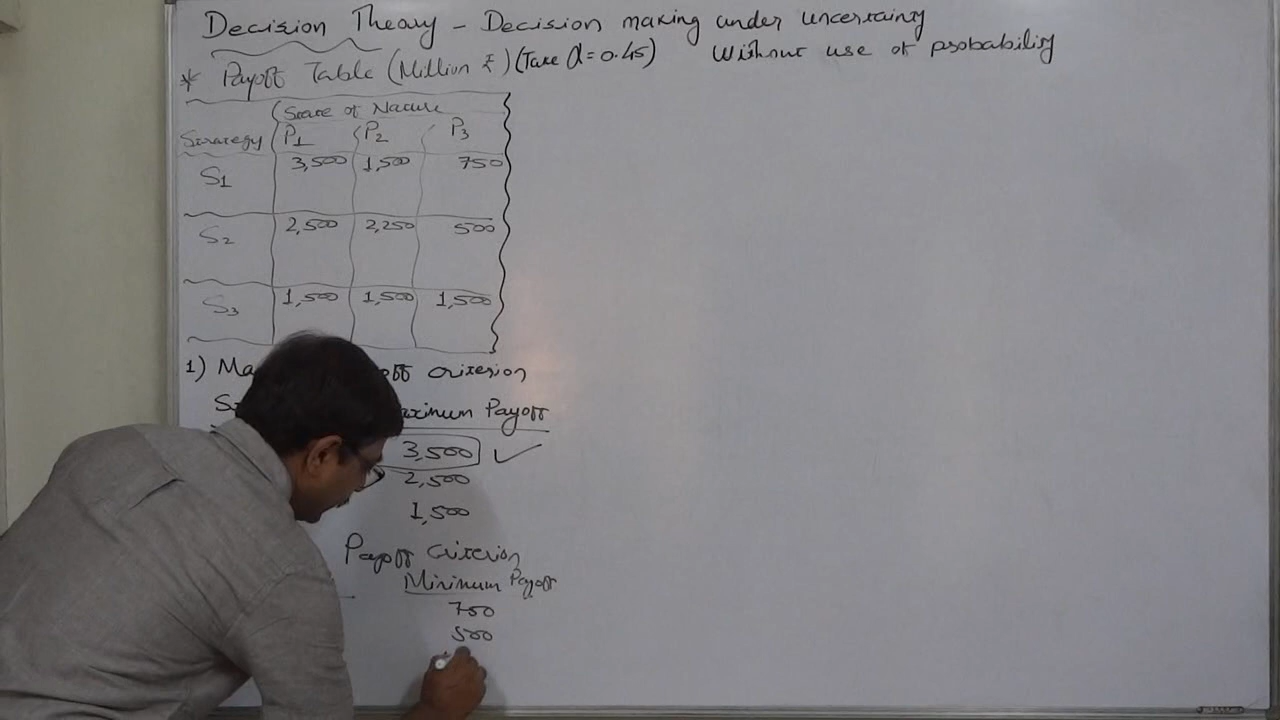 Decision Theory - Decision making under uncertainty
* Payoff Table (Million ₹) (Take α = 0.45) Without use of probability
State of Nature
Strategy P1 P2 P3
S1 3,500 1,500 750
S2 2,500 2,250 500
S3 1,500 1,500 1,500
1) criterion
Maximum Payoff
3,500 ✓
2,500
1,500
Payoff Criterion
Minimum Payoff
750
500